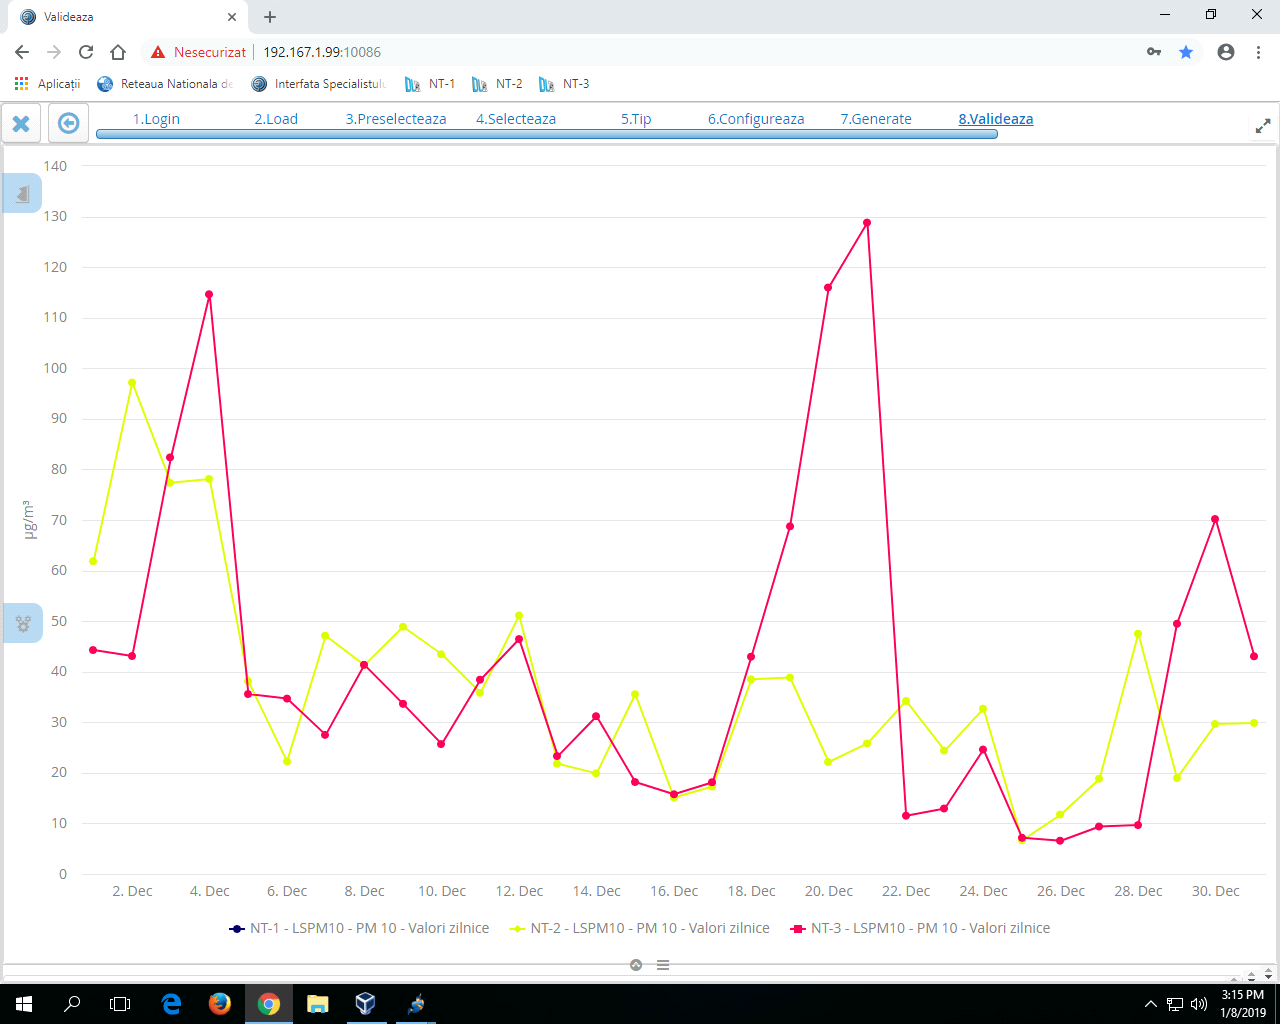 Valideaza
Nesecurizat 192.167.1.99:10086
Aplicații Reteaua Nationala de Interfata Specialistulu NT-1 NT-2 NT-3
1.Login 2.Load 3.Preselecteaza 4.Selecteaza 5.Tip 6.Configureaza 7.Generate 8.Valideaza
140
130
120
110
100
90
80
70
µg/m³
60
50
40
30
20
10
0
2. Dec 4. Dec 6. Dec 8. Dec 10. Dec 12. Dec 14. Dec 16. Dec 18. Dec 20. Dec 22. Dec 24. Dec 26. Dec 28. Dec 30. Dec
NT-1 - LSPM10 - PM 10 - Valori zilnice NT-2 - LSPM10 - PM 10 - Valori zilnice NT-3 - LSPM10 - PM 10 - Valori zilnice
3:15 PM
1/8/2019